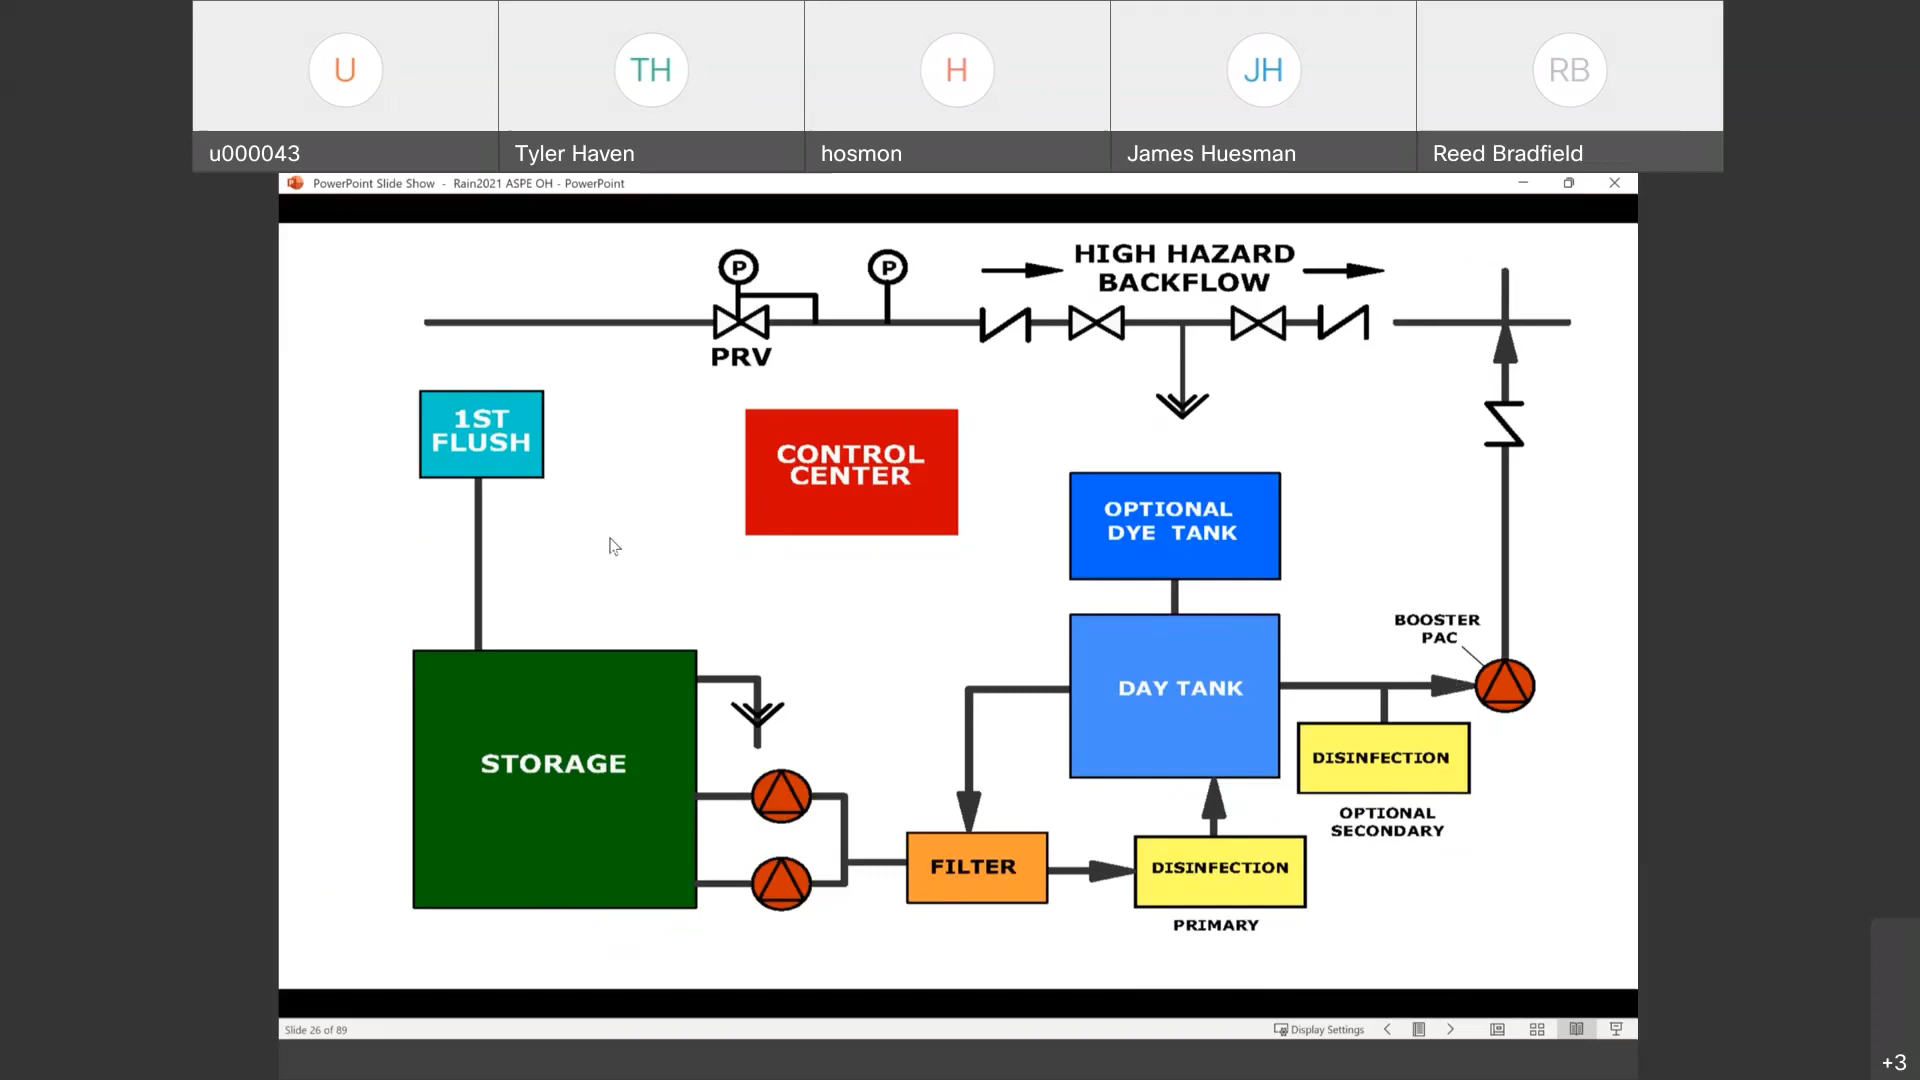 U
TH
H
JH
RB
u000043
Tyler Haven
hosmon
James Huesman
Reed Bradfield
PowerPoint Slide Show - Rain2021 ASPE OH - PowerPoint
P
P
HIGH HAZARD
BACKFLOW
PRV
1ST
FLUSH
CONTROL
CENTER
OPTIONAL
DYE TANK
BOOSTER
PAC
DAY TANK
STORAGE
DISINFECTION
OPTIONAL
SECONDARY
FILTER
DISINFECTION
PRIMARY
Slide 26 of 89
Display Settings
+3